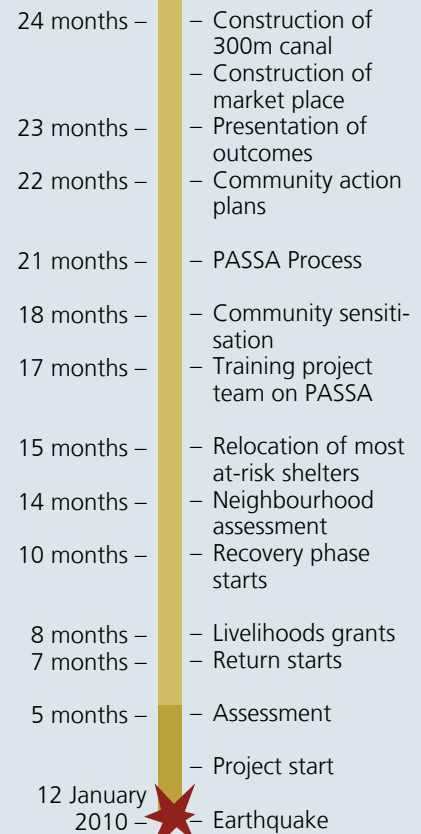 24 months – – Construction of
300m canal
– Construction of
market place
23 months – – Presentation of
outcomes
22 months – – Community action
plans
21 months – – PASSA Process
18 months – – Community sensiti-
sation
17 months – – Training project
team on PASSA
15 months – – Relocation of most
at-risk shelters
14 months – – Neighbourhood
assessment
10 months – – Recovery phase
starts
8 months – – Livelihoods grants
7 months – – Return starts
5 months – – Assessment
– Project start
12 January
2010 – – Earthquake